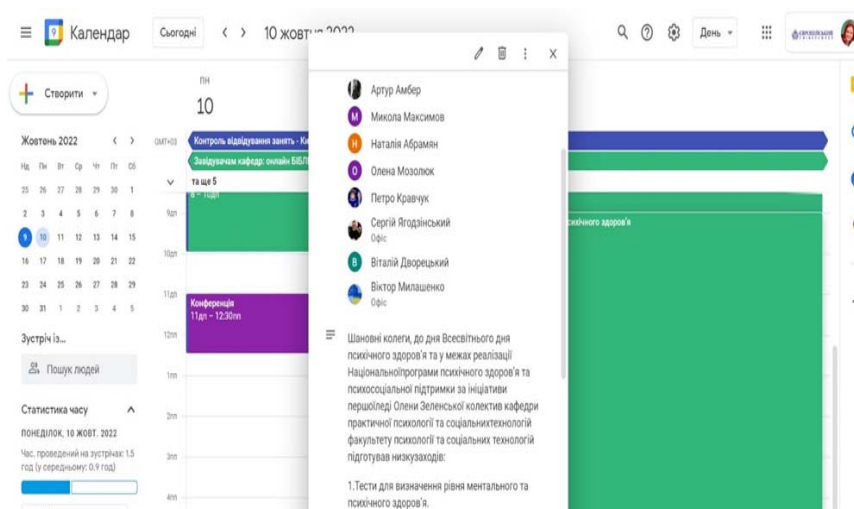 Календар
Сьогодні
10 жовтня 2022
День
ЄВРОПЕЙСЬКИЙ
УНІВЕРСИТЕТ
Створити
Жовтень 2022
Нд Пн Вт Ср Чт Пт Сб
25 26 27 28 29 30 1
2 3 4 5 6 7 8
9 10 11 12 13 14 15
16 17 18 19 20 21 22
23 24 25 26 27 28 29
30 31 1 2 3 4 5
Зустріч із...
Пошук людей
Статистика часу
ПОНЕДІЛОК, 10 ЖОВТ. 2022
Час, проведений на зустрічах: 1.5
год (у середньому: 0.9 год)
ПН
10
GMT+03
Контроль відвідування занять - Ки
Завідувачам кафедр: онлайн БІБЛ
та ще 5
8 – 10дп
9дп
10дп
11дп
12пп
1пп
2пп
3пп
4пп
Конференція
11дп – 12:30пп
психічного здоров'я
Артур Амбер
М
Микола Максимов
Н
Наталія Абрамян
О
Олена Мозолюк
Петро Кравчук
Сергій Ягодзінський
Офіс
В
Віталій Дворецький
Віктор Милашенко
Офіс
Шановні колеги, до дня Всесвітнього дня
психічного здоров'я та у межах реалізації
Національноїпрограми психічного здоров'я та
психосоціальної підтримки за ініціативи
першоїледі Олени Зеленської колектив кафедри
практичної психології та соціальнихтехнологій
факультету психології та соціальних технологій
підготував низкузаходів:
1.Тести для визначення рівня ментального та
психічного здоров'я.